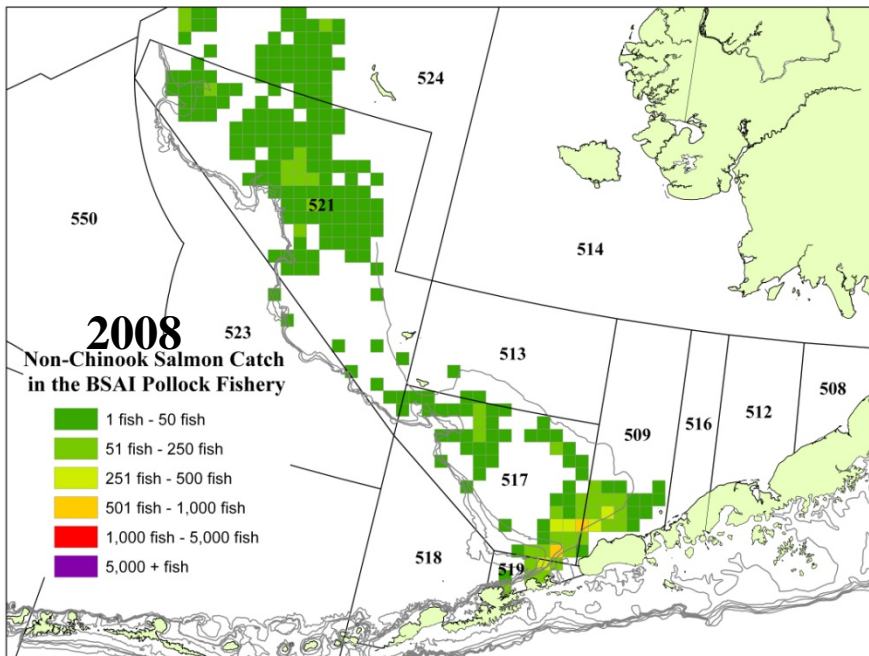 524
521
550
514
2008
523
Non-Chinook Salmon Catch
in the BSAI Pollock Fishery
513
508
1 fish - 50 fish
51 fish - 250 fish
251 fish - 500 fish
501 fish - 1,000 fish
1,000 fish - 5,000 fish
5,000 + fish
509
516
512
517
518
519